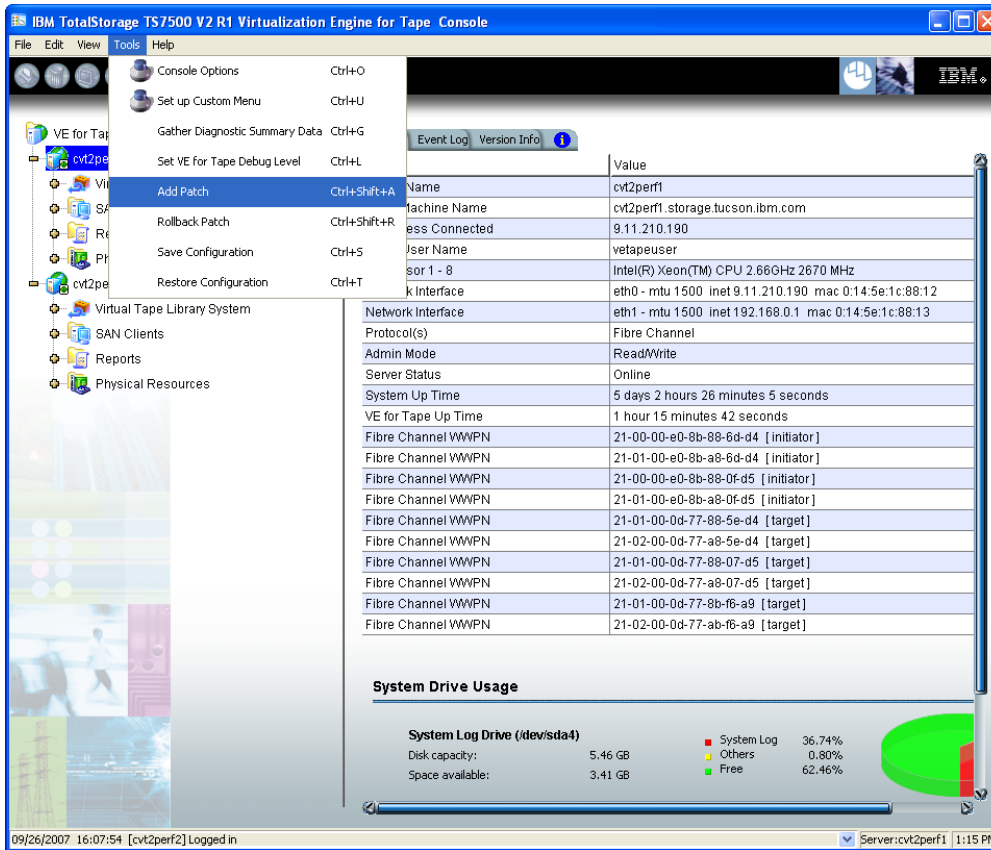 IBM TotalStorage TS7500 V2 R1 Virtualization Engine for Tape Console
File Edit View Tools Help
IBM
Console Options Ctrl+O
Set up Custom Menu Ctrl+U
Gather Diagnostic Summary Data Ctrl+G
Set VE for Tape Debug Level Ctrl+L
Add Patch Ctrl+Shift+A
Rollback Patch Ctrl+Shift+R
Save Configuration Ctrl+S
Restore Configuration Ctrl+T
VE for Tap
cvt2pe
Vi
SA
Re
Ph
cvt2pe
Virtual Tape Library System
SAN Clients
Reports
Physical Resources
Event Log Version Info
Value
Name cvt2perf1
achine Name cvt2perf1.storage.tucson.ibm.com
ess Connected 9.11.210.190
User Name vetapeuser
sor 1 - 8 Intel(R) Xeon(TM) CPU 2.66GHz 2670 MHz
k Interface eth0 - mtu 1500 inet 9.11.210.190 mac 0:14:5e:1c:88:12
Network Interface eth1 - mtu 1500 inet 192.168.0.1 mac 0:14:5e:1c:88:13
Protocol(s) Fibre Channel
Admin Mode Read/Write
Server Status Online
System Up Time 5 days 2 hours 26 minutes 5 seconds
VE for Tape Up Time 1 hour 15 minutes 42 seconds
Fibre Channel WWPN 21-00-00-e0-8b-88-6d-d4 [initiator]
Fibre Channel WWPN 21-01-00-e0-8b-a8-6d-d4 [initiator]
Fibre Channel WWPN 21-00-00-e0-8b-88-0f-d5 [initiator]
Fibre Channel WWPN 21-01-00-e0-8b-a8-0f-d5 [initiator]
Fibre Channel WWPN 21-01-00-0d-77-88-5e-d4 [target]
Fibre Channel WWPN 21-02-00-0d-77-a8-5e-d4 [target]
Fibre Channel WWPN 21-01-00-0d-77-88-07-d5 [target]
Fibre Channel WWPN 21-02-00-0d-77-a8-07-d5 [target]
Fibre Channel WWPN 21-01-00-0d-77-8b-f6-a9 [target]
Fibre Channel WWPN 21-02-00-0d-77-ab-f6-a9 [target]
System Drive Usage
System Log Drive (/dev/sda4)
Disk capacity: 5.46 GB
Space available: 3.41 GB
System Log 36.74%
Others 0.80%
Free 62.46%
09/26/2007 16:07:54 [cvt2perf2] Logged in
Server:cvt2perf1 1:15 PM